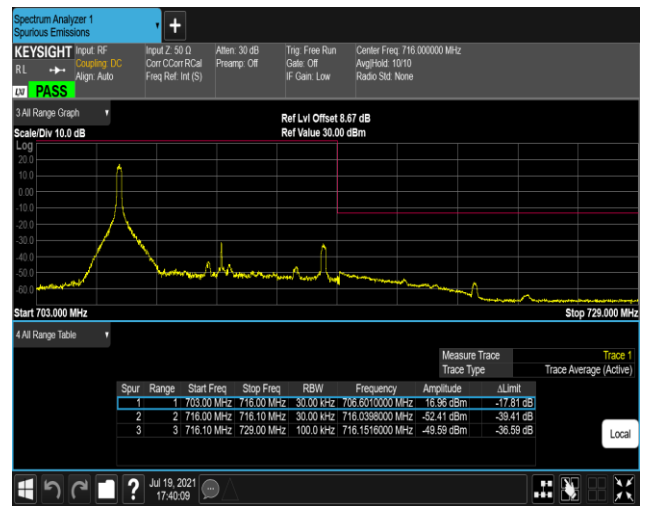 Spectrum Analyzer 1
Spurious Emissions
+
KEYSIGHT Input: RF Input Z: 50 Ω Atten: 30 dB Trig: Free Run Center Freq: 716.000000 MHz
RL Coupling: DC Corr CCorr RCal Preamp: Off Gate: Off Avg|Hold: 10/10
Align: Auto Freq Ref: Int (S) IF Gain: Low Radio Std: None
LXI PASS
3 All Range Graph
Ref Lvl Offset 8.67 dB
Scale/Div 10.0 dB Ref Value 30.00 dBm
Log
20.0
10.0
0.00
-10.0
-20.0
-30.0
-40.0
-50.0
-60.0
Start 703.000 MHz Stop 729.000 MHz
4 All Range Table
Measure Trace Trace 1
Trace Type Trace Average (Active)
Spur Range Start Freq Stop Freq RBW Frequency Amplitude ΔLimit
1 1 703.00 MHz 716.00 MHz 30.00 kHz 706.6010000 MHz 16.96 dBm -17.81 dB
2 2 716.00 MHz 716.10 MHz 30.00 kHz 716.0398000 MHz -52.41 dBm -39.41 dB
3 3 716.10 MHz 729.00 MHz 100.0 kHz 716.1516000 MHz -49.59 dBm -36.59 dB
Local
? Jul 19, 2021
17:40:09